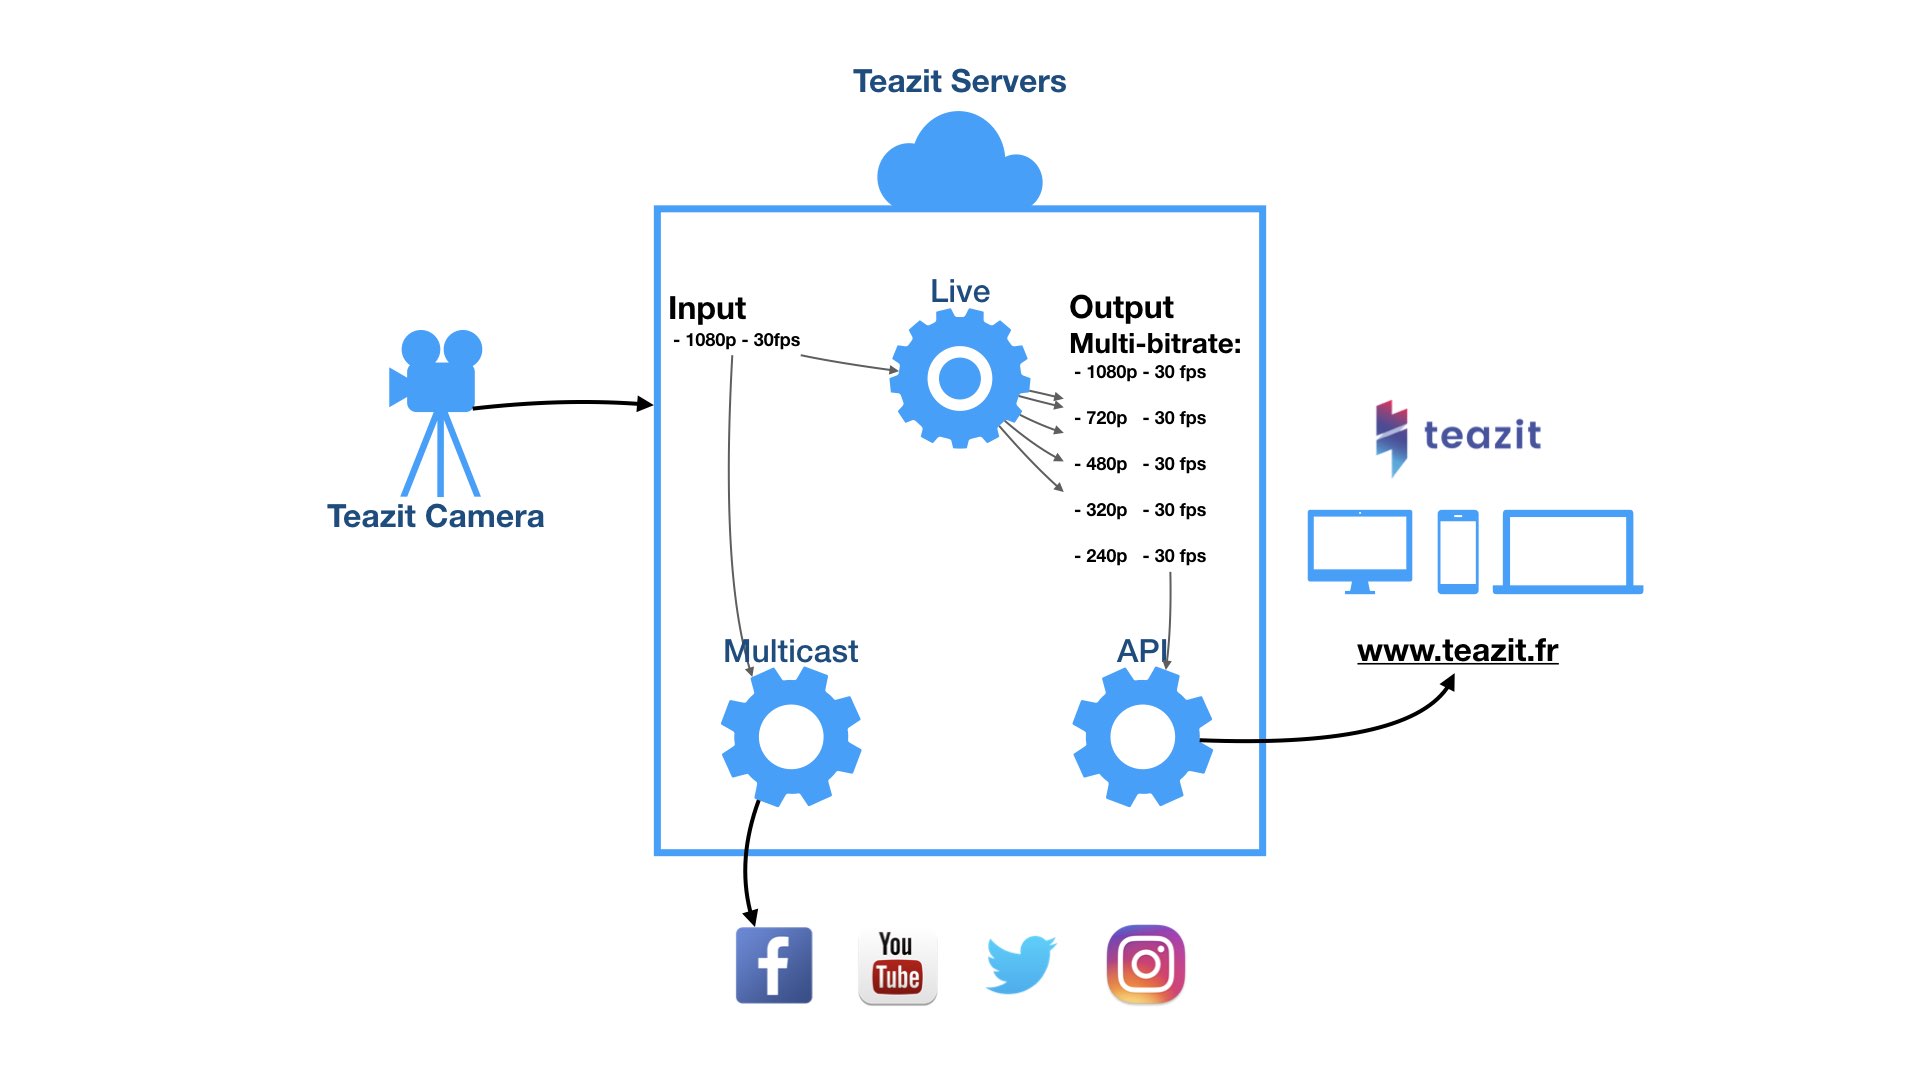 Teazit Servers
Live
Input
- 1080p - 30fps
Output
Multi-bitrate:
- 1080p - 30 fps
- 720p - 30 fps
- 480p - 30 fps
- 320p - 30 fps
- 240p - 30 fps
Teazit Camera
teazit
www.teazit.fr
Multicast
API
f
You
Tube